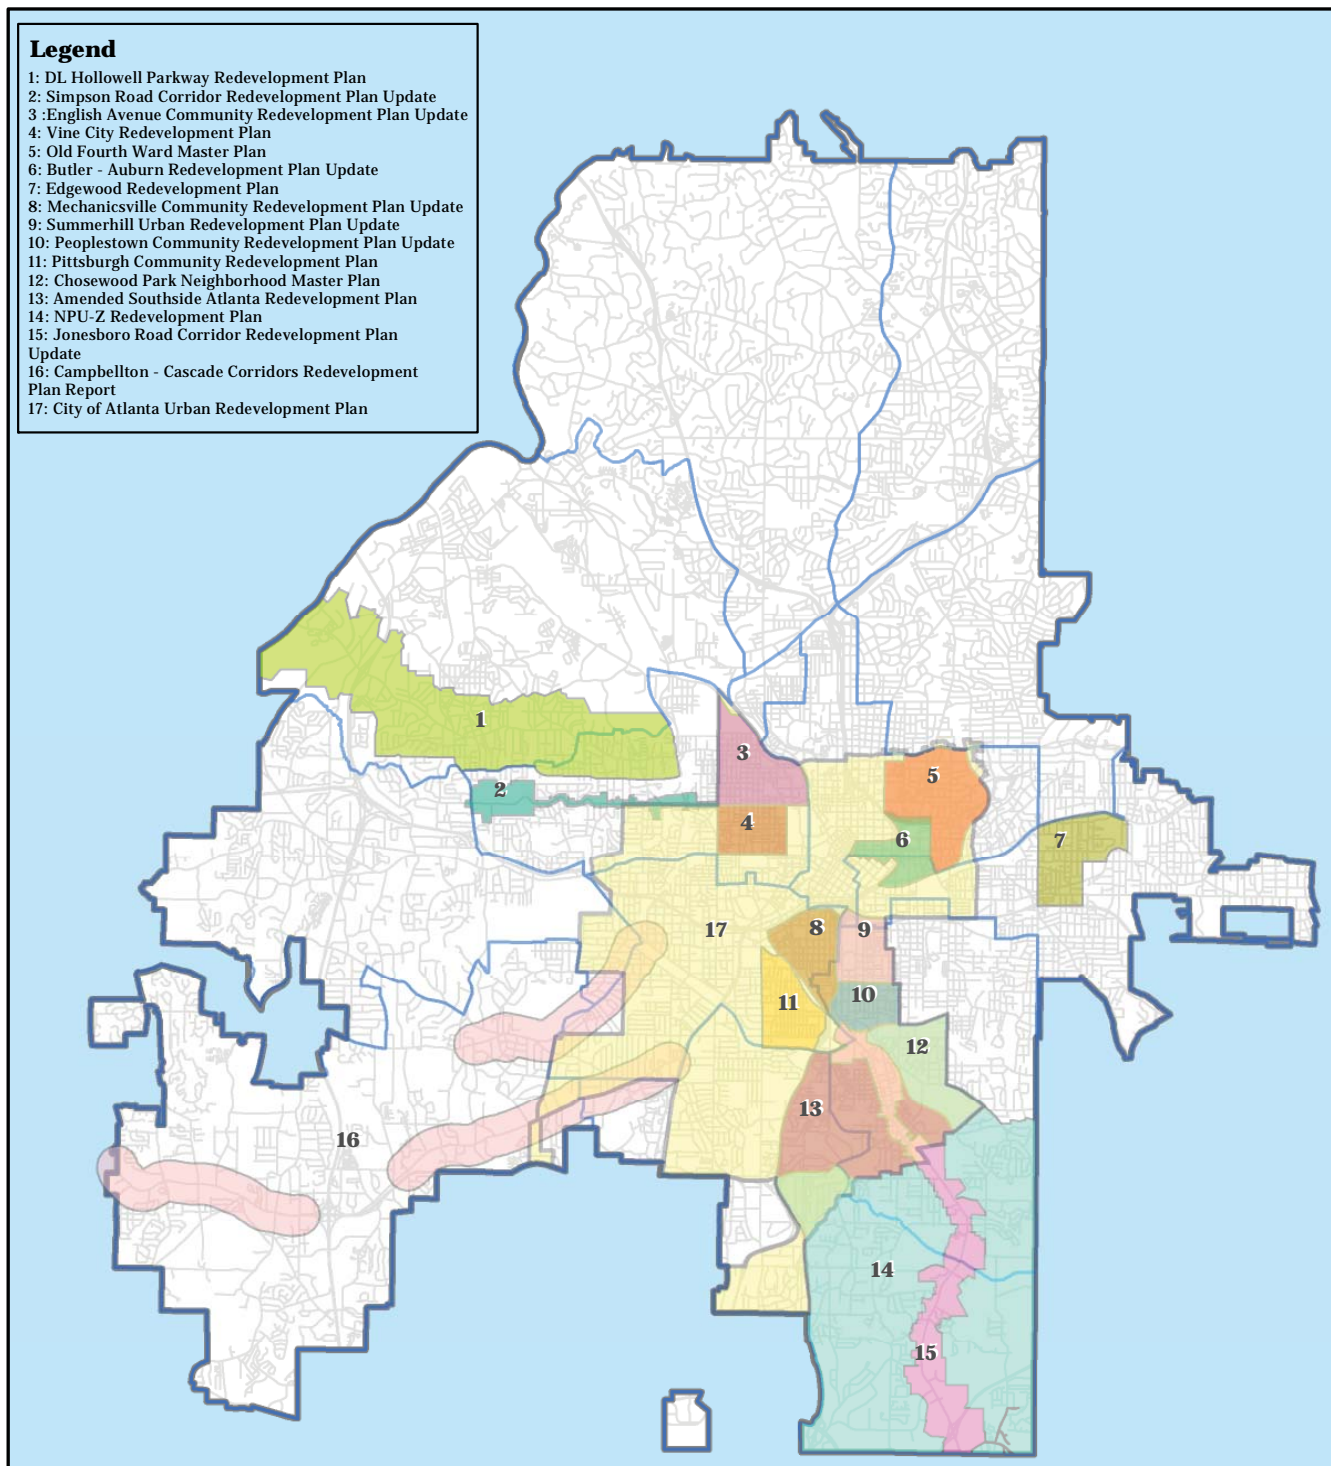 Legend
1: DL Hollowell Parkway Redevelopment Plan
2: Simpson Road Corridor Redevelopment Plan Update
3 :English Avenue Community Redevelopment Plan Update
4: Vine City Redevelopment Plan
5: Old Fourth Ward Master Plan
6: Butler - Auburn Redevelopment Plan Update
7: Edgewood Redevelopment Plan
8: Mechanicsville Community Redevelopment Plan Update
9: Summerhill Urban Redevelopment Plan Update
10: Peoplestown Community Redevelopment Plan Update
11: Pittsburgh Community Redevelopment Plan
12: Chosewood Park Neighborhood Master Plan
13: Amended Southside Atlanta Redevelopment Plan
14: NPU-Z Redevelopment Plan
15: Jonesboro Road Corridor Redevelopment Plan
Update
16: Campbellton - Cascade Corridors Redevelopment
Plan Report
17: City of Atlanta Urban Redevelopment Plan
1
2
3
4
5
6
7
8
9
10
11
12
13
14
15
16
17